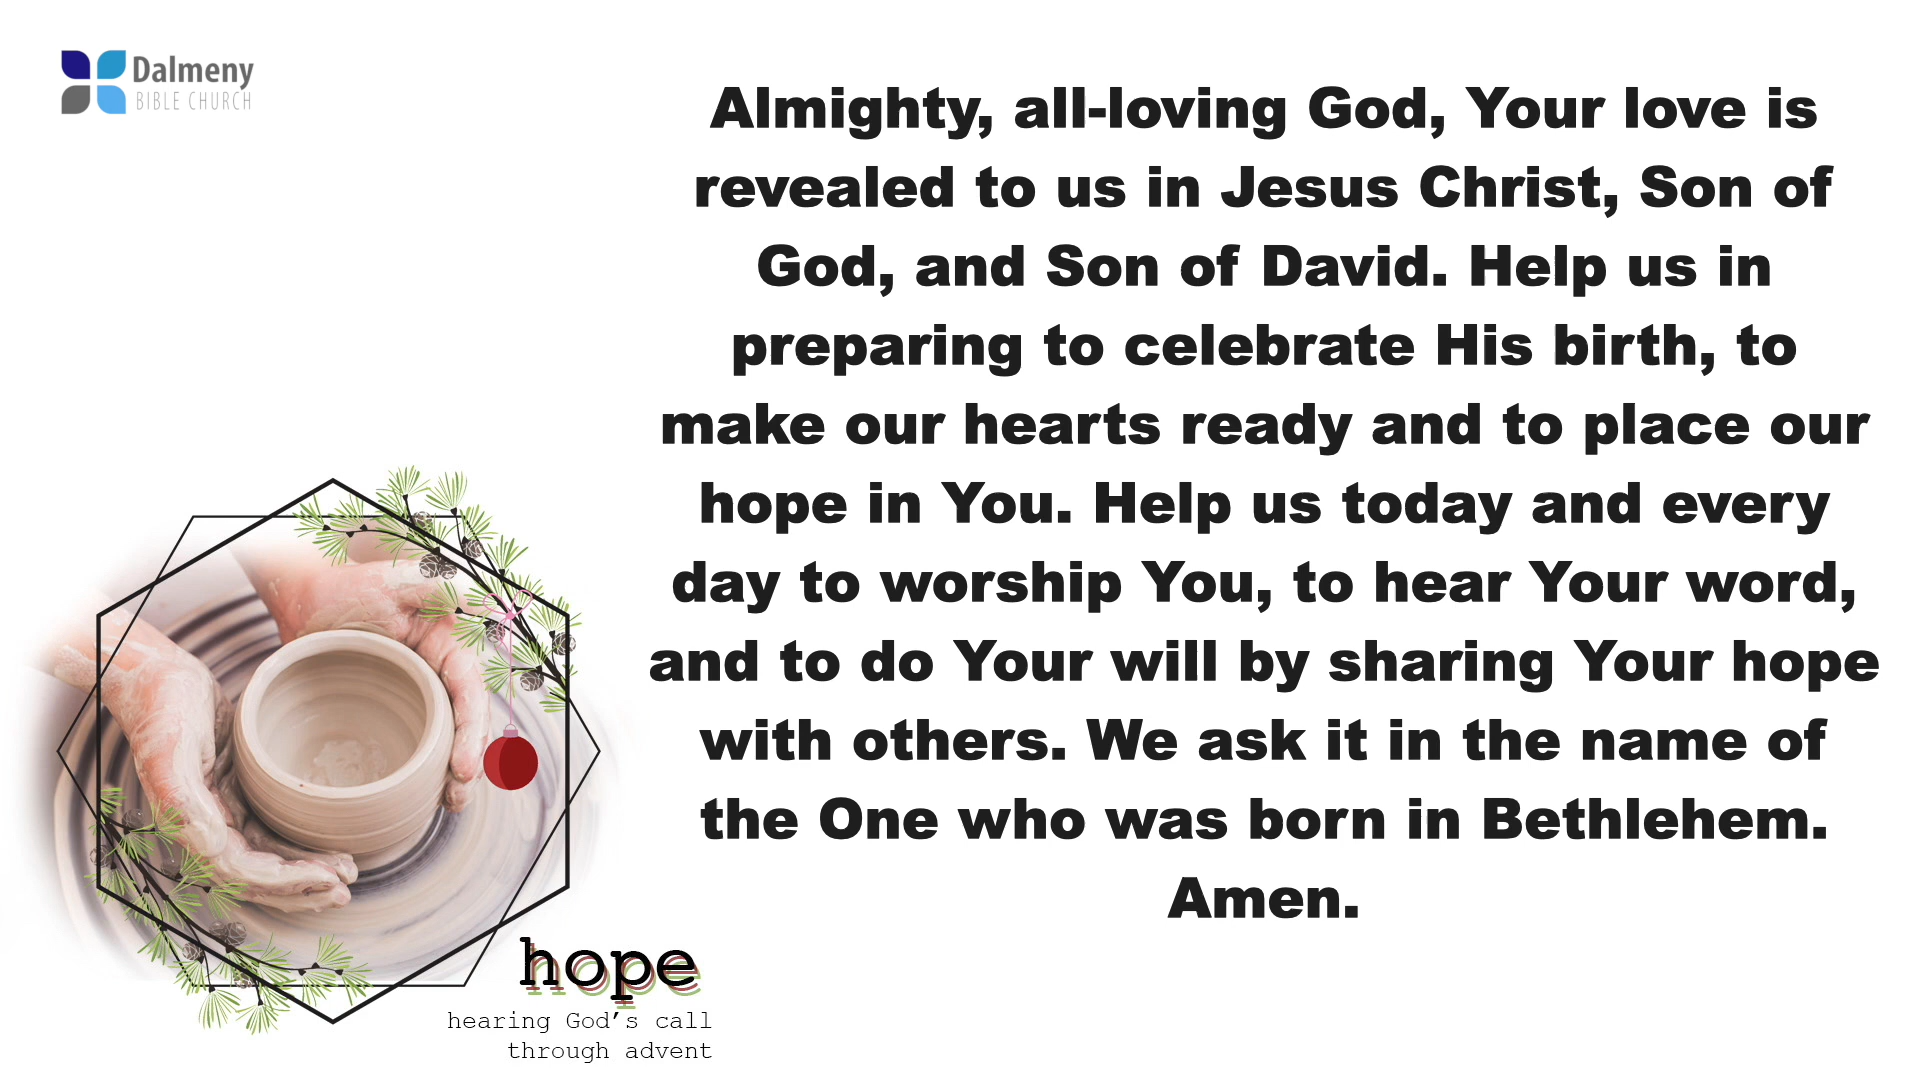 Dalmeny
BIBLE CHURCH
Almighty, all-loving God, Your love is
revealed to us in Jesus Christ, Son of
God, and Son of David. Help us in
preparing to celebrate His birth, to
make our hearts ready and to place our
hope in You. Help us today and every
day to worship You, to hear Your word,
and to do Your will by sharing Your hope
with others. We ask it in the name of
the One who was born in Bethlehem.
Amen.
hope
hearing God’s call
through advent